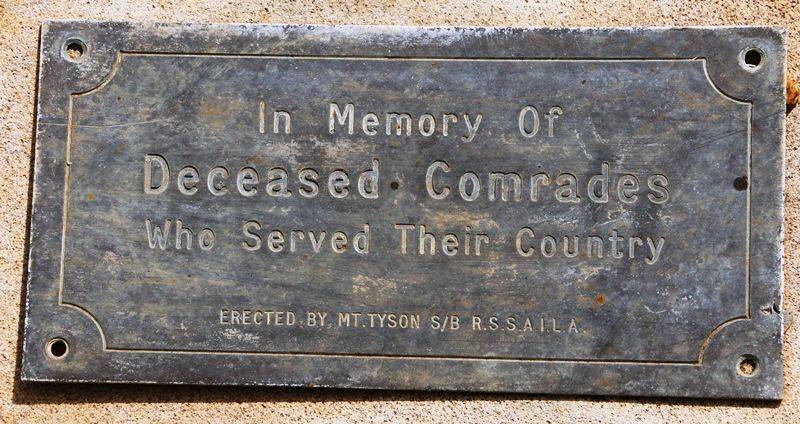 In Memory Of
Deceased Comrades
Who Served Their Country
ERECTED BY MT.TYSON S/B R.S.S.A.I.L.A.